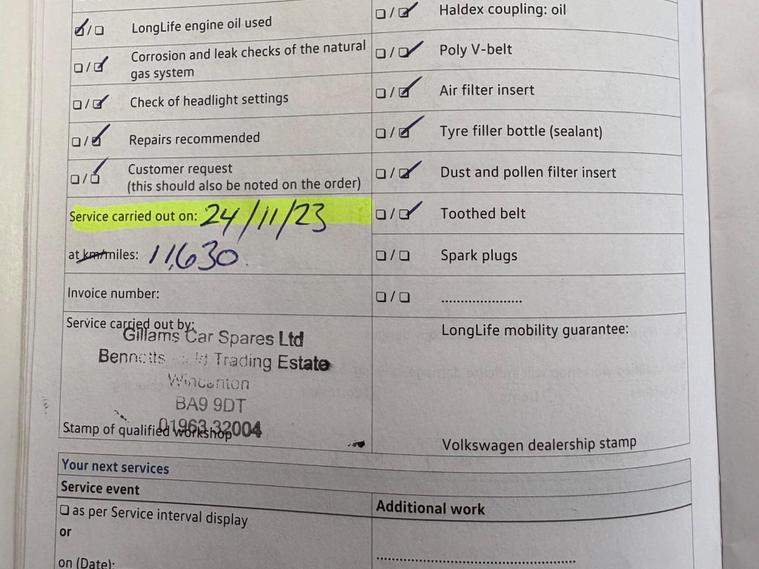 LongLife engine oil used
Corrosion and leak checks of the natural
gas system
Check of headlight settings
Repairs recommended
Customer request
(this should also be noted on the order)
Service carried out on: 24/11/23
at km/miles: 11,630
Invoice number:
Service carried out by:
Gillams Car Spares Ltd
Bennetts Trading Estate
Wincanton
BA9 9DT
01963 32004
Stamp of qualified workshop
Haldex coupling: oil
Poly V-belt
Air filter insert
Tyre filler bottle (sealant)
Dust and pollen filter insert
Toothed belt
Spark plugs
.....................
LongLife mobility guarantee:
Volkswagen dealership stamp
Your next services
Service event
as per Service interval display
or
on (Date):
Additional work
..................................................